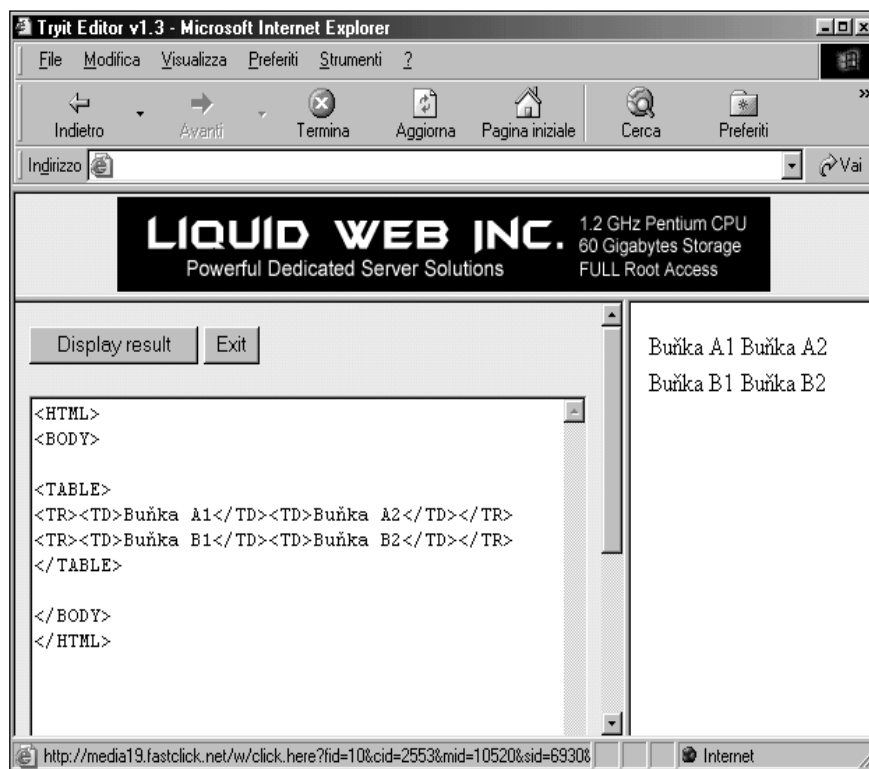 Tryit Editor v1.3 - Microsoft Internet Explorer
File Modifica Visualizza Preferiti Strumenti ?
Indietro Avanti Termina Aggiorna Pagina iniziale Cerca Preferiti »
Indirizzo Vai
LIQUID WEB INC.
Powerful Dedicated Server Solutions
1.2 GHz Pentium CPU
60 Gigabytes Storage
FULL Root Access
Display result Exit
<HTML>
<BODY>
<TABLE>
<TR><TD>Buňka A1</TD><TD>Buňka A2</TD></TR>
<TR><TD>Buňka B1</TD><TD>Buňka B2</TD></TR>
</TABLE>
</BODY>
</HTML>
Buňka A1 Buňka A2
Buňka B1 Buňka B2
http://media19.fastclick.net/w/click.here?fid=10&cid=2553&mid=10520&sid=6930& Internet